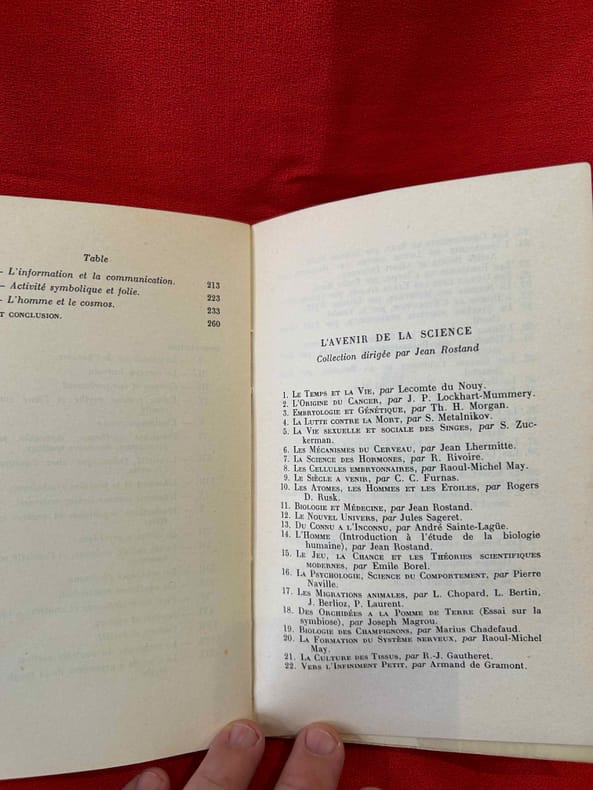 Table
— L'information et la communication. 213
— Activité symbolique et folie. 223
— L'homme et le cosmos. 233
T CONCLUSION. 260
L'AVENIR DE LA SCIENCE
Collection dirigée par Jean Rostand
1. LE TEMPS ET LA VIE, par Lecomte du Nouy.
2. L'ORIGINE DU CANCER, par J. P. Lockhart-Mummery.
3. EMBRYOLOGIE ET GÉNÉTIQUE, par Th. H. Morgan.
4. LA LUTTE CONTRE LA MORT, par S. Metalnikov.
5. LA VIE SEXUELLE ET SOCIALE DES SINGES, par S. Zuc-
kerman.
6. LES MÉCANISMES DU CERVEAU, par Jean Lhermitte.
7. LA SCIENCE DES HORMONES, par R. Rivoire.
8. LES CELLULES EMBRYONNAIRES, par Raoul-Michel May.
9. LE SIÈCLE A VENIR, par C. C. Furnas.
10. LES ATOMES, LES HOMMES ET LES ETOILES, par Rogers
D. Rusk.
11. BIOLOGIE ET MÉDECINE, par Jean Rostand.
12. LE NOUVEL UNIVERS, par Jules Sageret.
13. DU CONNU A L'INCONNU, par André Sainte-Lagüe.
14. L'HOMME (Introduction à l'étude de la biologie
humaine), par Jean Rostand.
15. LE JEU, LA CHANCE ET LES THÉORIES SCIENTIFIQUES
MODERNES, par Emile Borel.
16. LA PSYCHOLOGIE, SCIENCE DU COMPORTEMENT, par Pierre
Naville.
17. LES MIGRATIONS ANIMALES, par L. Chopard, L. Bertin,
J. Berlioz, P. Laurent.
18. DES ORCHIDÉES A LA POMME DE TERRE (Essai sur la
symbiose), par Joseph Magrou.
19. BIOLOGIE DES CHAMPIGNONS, par Marius Chadefaud.
20. LA FORMATION DU SYSTÈME NERVEUX, par Raoul-Michel
May.
21. LA CULTURE DES TISSUS, par R.-J. Gautheret.
22. VERS L'INFINIMENT PETIT, par Armand de Gramont.